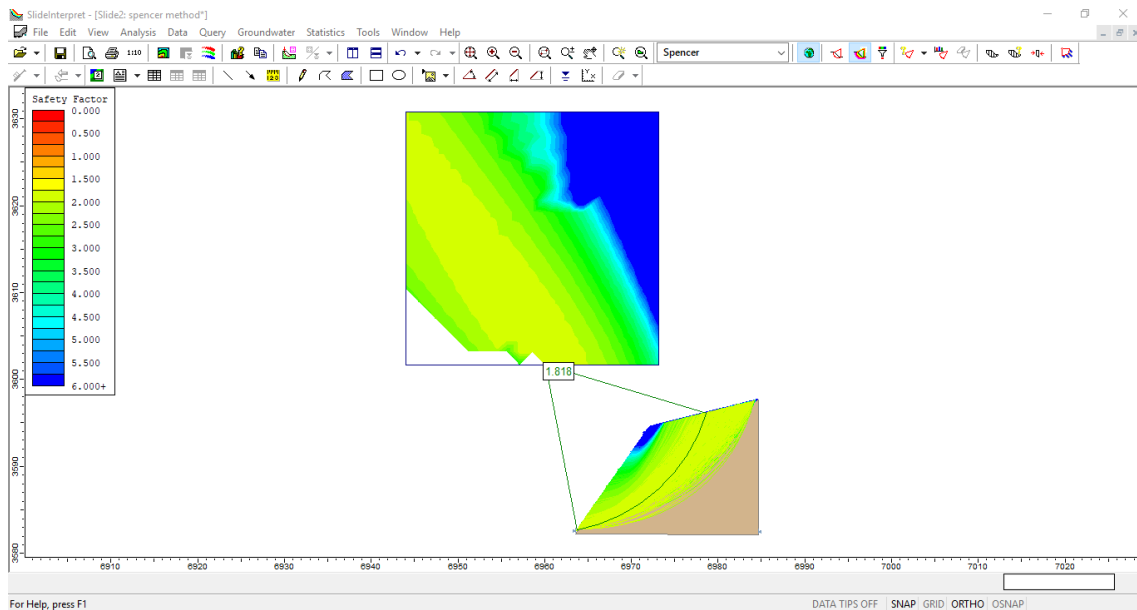 SlideInterpret - [Slide2: spencer method*]
File Edit View Analysis Data Query Groundwater Statistics Tools Window Help
1:10 Spencer
Safety Factor
0.000
0.500
1.000
1.500
2.000
2.500
3.000
3.500
4.000
4.500
5.000
5.500
6.000+
3630
3620
3610
3600
3590
3580
1.818
6910 6920 6930 6940 6950 6960 6970 6980 6990 7000 7010 7020
For Help, press F1
DATA TIPS OFF SNAP GRID ORTHO OSNAP